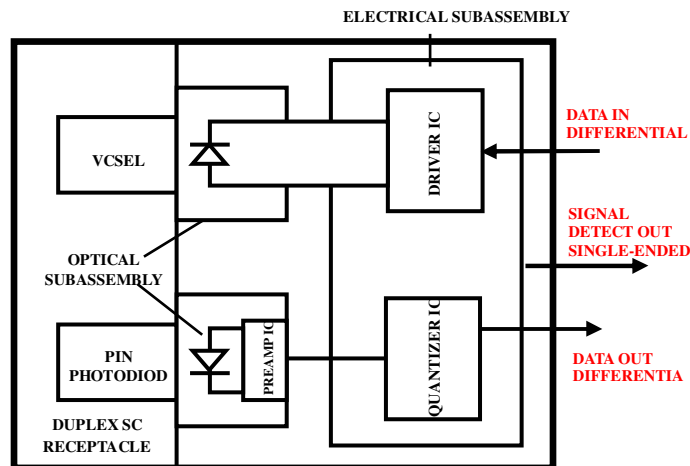 ELECTRICAL SUBASSEMBLY
DATA IN
DIFFERENTIAL
DRIVER IC
VCSEL
SIGNAL
DETECT OUT
SINGLE-ENDED
OPTICAL
SUBASSEMBLY
PREAMP IC
QUANTIZER IC
PIN
PHOTODIOD
DATA OUT
DIFFERENTIA
DUPLEX SC
RECEPTACLE